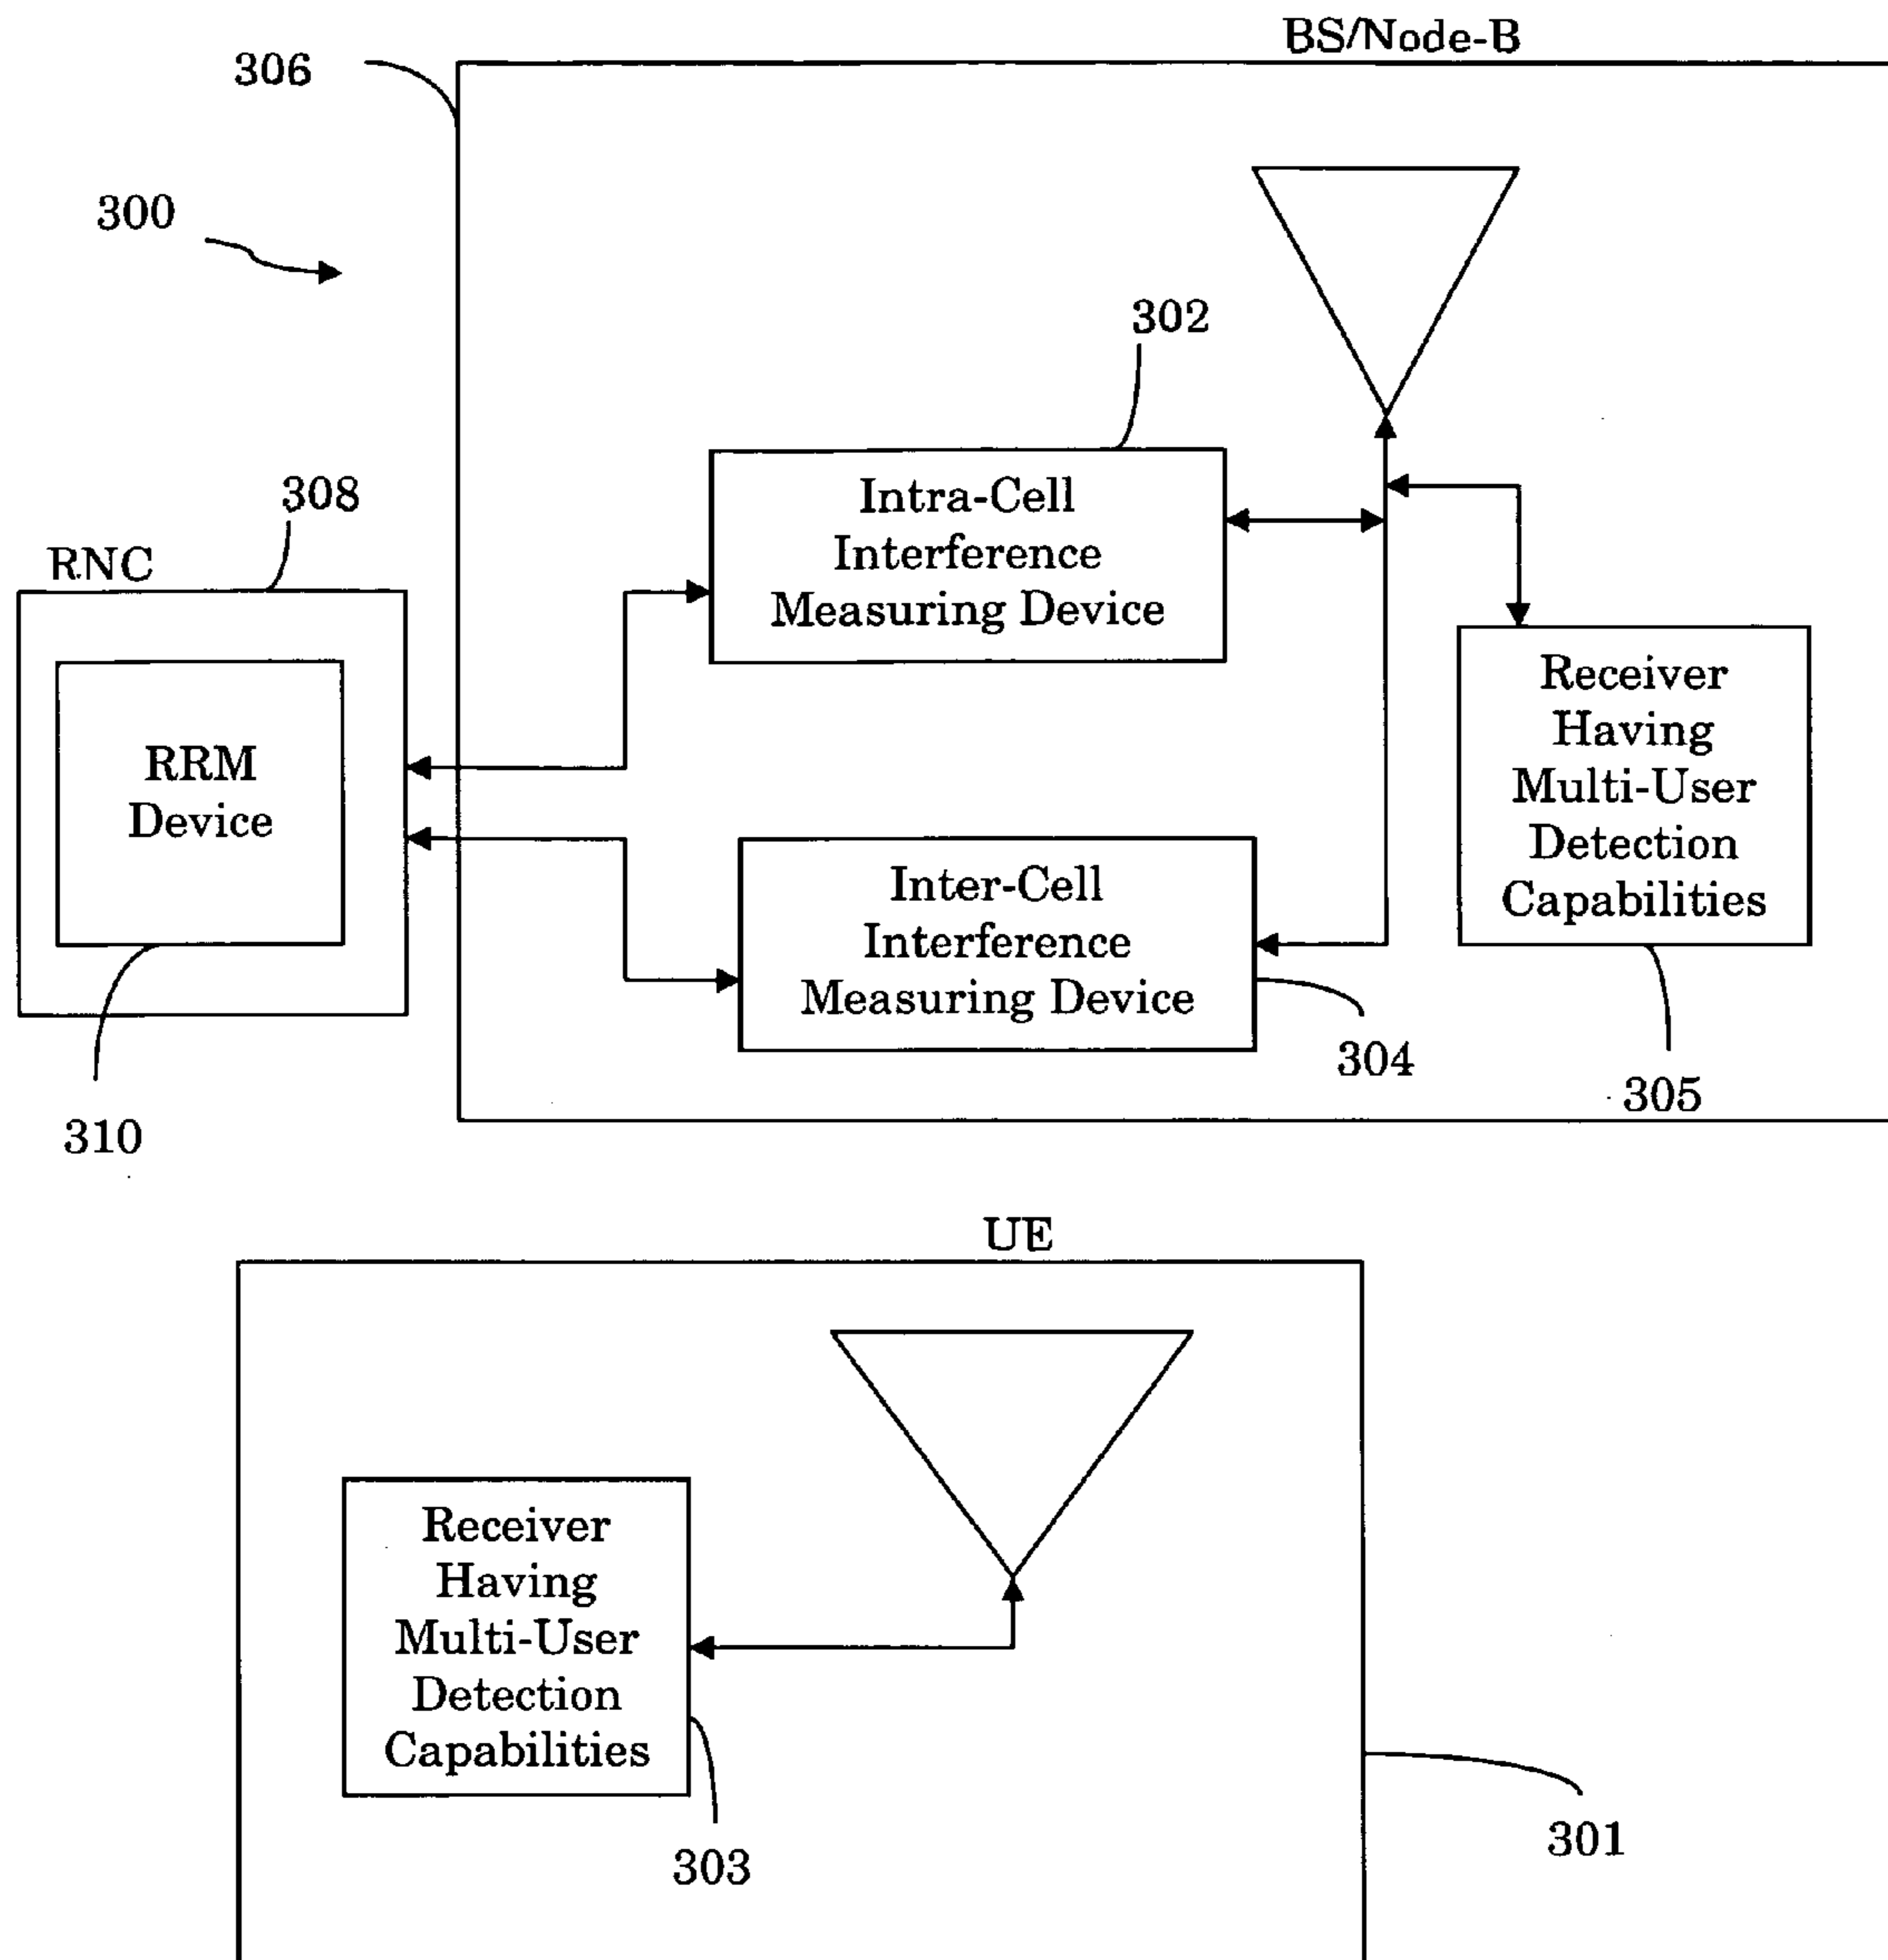 BS/Node-B
306
300
302
Intra-Cell
Interference
Measuring Device
308
RNC
RRM
Device
Receiver
Having
Multi-User
Detection
Capabilities
Inter-Cell
Interference
Measuring Device
304
305
310
UE
Receiver
Having
Multi-User
Detection
Capabilities
303
301